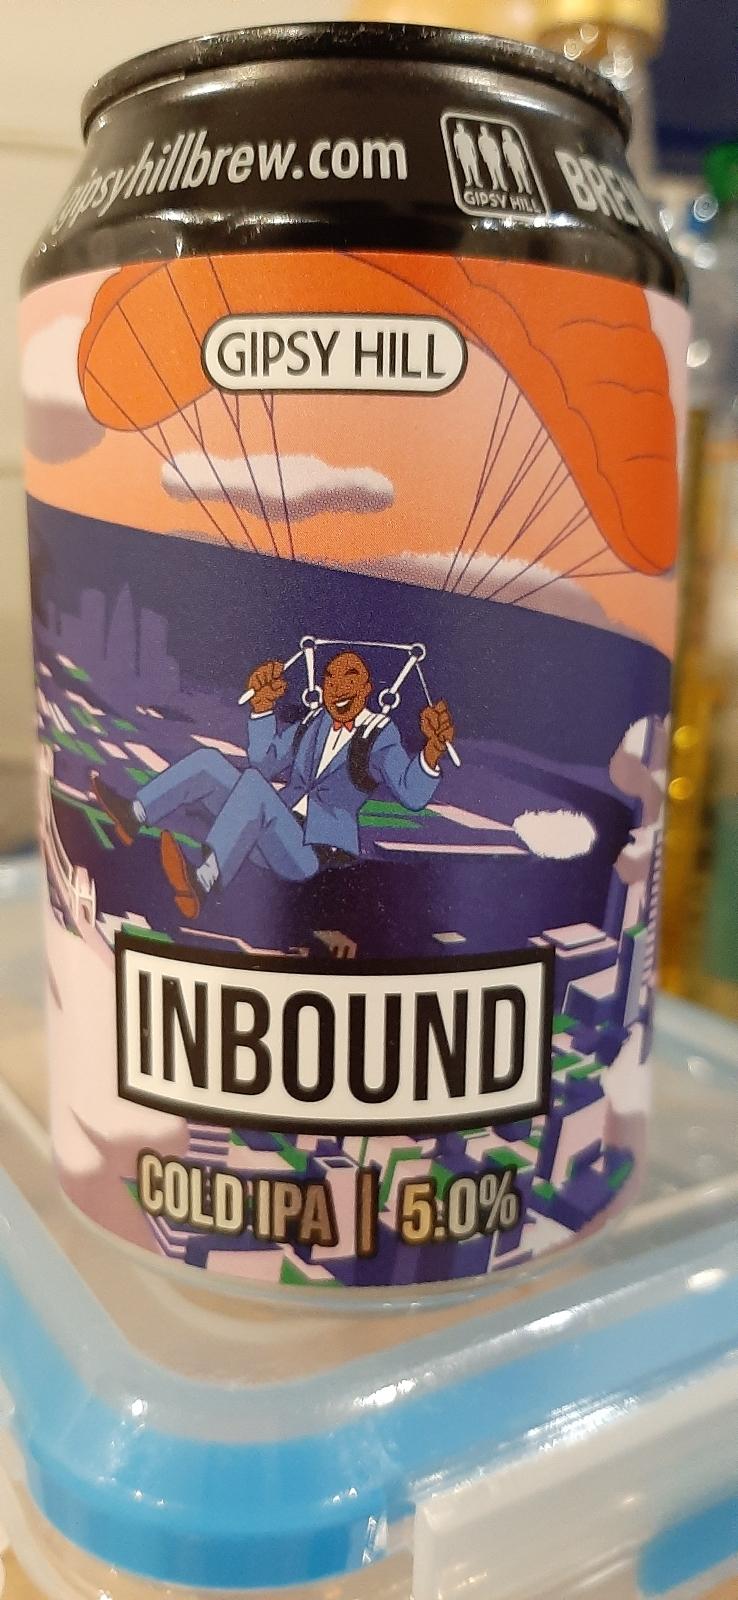 gipsyhillbrew.com
GIPSY HILL
GIPSY HILL
INBOUND
COLD IPA | 5.0%